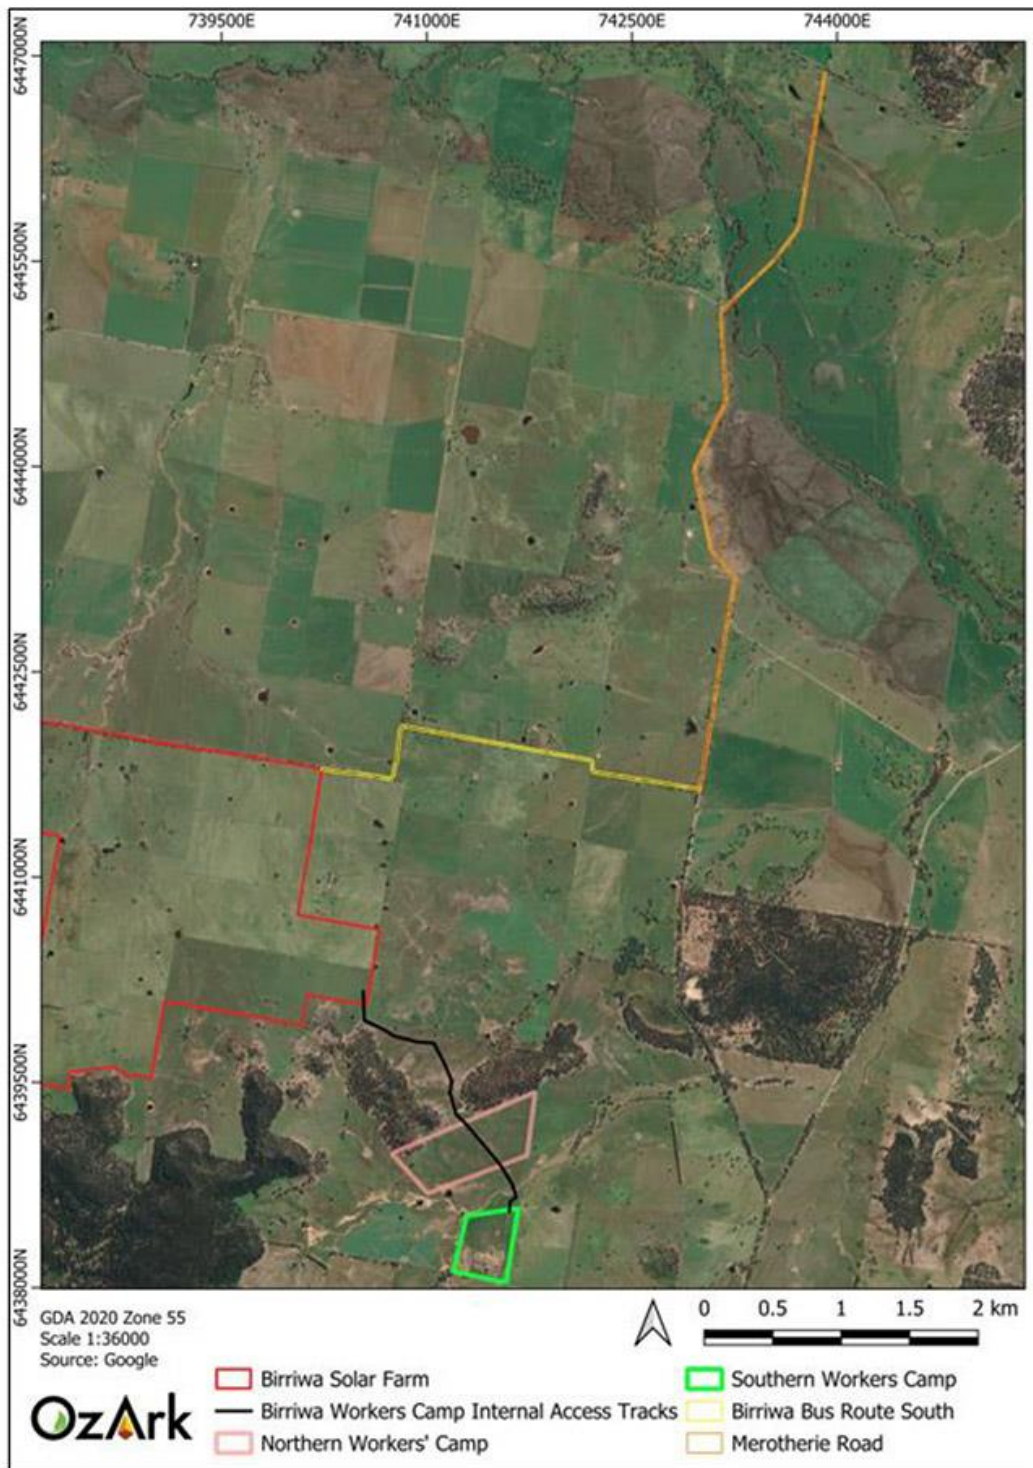 739500E 741000E 742500E 744000E
6447000N
6445500N
6444000N
6442500N
6441000N
6439500N
6438000N
GDA 2020 Zone 55
Scale 1:36000
Source: Google
0 0.5 1 1.5 2 km
OzArk
Birriwa Solar Farm
Birriwa Workers Camp Internal Access Tracks
Northern Workers' Camp
Southern Workers Camp
Birriwa Bus Route South
Merotherie Road